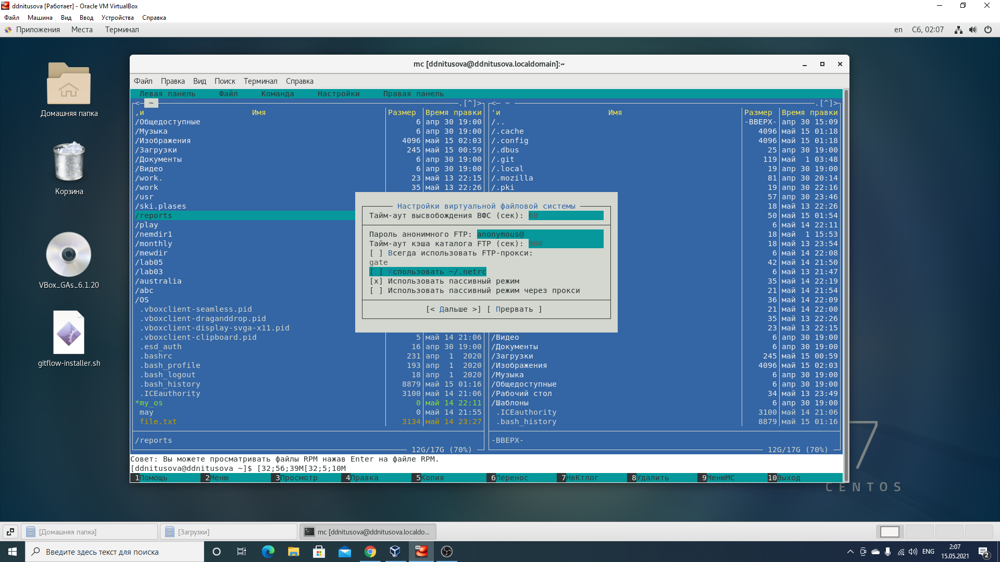 ddnitusova [Работает] - Oracle VM VirtualBox
Файл Машина Вид Ввод Устройства Справка
Приложения Места Терминал en Сб, 02:07
Домашняя папка
Корзина
VBox_GAs_6.1.20
gitflow-installer.sh
mc [ddnitusova@ddnitusova.localdomain]:~
Файл Правка Вид Поиск Терминал Справка
Левая панель Файл Команда Настройки Правая панель
<─ ~ .[^]>
,и Имя Размер Время правки
/Общедоступные 6 апр 30 19:00
/Музыка 6 апр 30 19:00
/Изображения 4096 май 15 02:03
/Загрузки 245 май 15 00:59
/Документы 6 апр 30 19:00
/Видео 6 апр 30 19:00
/work. 23 май 13 22:15
/work 35 май 13 22:26
/usr
/ski.plases
/reports
/play
/nemdir1
/monthly
/mewdir
/lab05
/lab03
/australia
/abc
/OS
.vboxclient-seamless.pid
.vboxclient-draganddrop.pid
.vboxclient-display-svga-x11.pid
.vboxclient-clipboard.pid 5 май 14 21:06
.esd_auth 16 апр 30 19:00
.bashrc 231 апр 1 2020
.bash_profile 193 апр 1 2020
.bash_logout 18 апр 1 2020
.bash_history 8879 май 15 01:16
.ICEauthority 3100 май 14 21:06
*my_os 0 май 14 22:11
may 0 май 14 21:55
file.txt 3134 май 14 23:27
/reports
12G/17G (70%)
<─ ~ .[^]>
'и Имя Размер Время правки
/.. -ВВЕРХ- апр 30 15:09
/.cache 4096 май 15 01:18
/.config 4096 май 15 01:18
/.dbus 25 апр 30 19:00
/.git 119 май 1 03:48
/.local 19 апр 30 19:00
/.mozilla 81 апр 30 20:14
/.pki 19 апр 30 22:16
57 апр 30 23:46
18 май 13 22:26
50 май 15 01:54
6 май 14 22:11
18 май 1 15:53
18 май 13 23:54
6 май 14 22:08
42 май 14 21:50
6 май 13 21:47
35 май 14 22:19
21 май 14 21:54
36 май 14 22:09
21 май 14 22:00
35 май 13 22:26
23 май 13 22:15
/Видео 6 апр 30 19:00
/Документы 6 апр 30 19:00
/Загрузки 245 май 15 00:59
/Изображения 4096 май 15 02:03
/Музыка 6 апр 30 19:00
/Общедоступные 6 апр 30 19:00
/Рабочий стол 34 май 13 23:49
/Шаблоны 6 апр 30 19:00
.ICEauthority 3100 май 14 21:06
.bash_history 8879 май 15 01:16
-ВВЕРХ-
12G/17G (70%)
Настройки виртуальной файловой системы
Тайм-аут высвобождения ВФС (сек): 60
Пароль анонимного FTP: anonymous@
Тайм-аут кэша каталога FTP (сек): 900
[ ] Всегда использовать FTP-прокси:
gate
[ ] Использовать ~/.netrc
[x] Использовать пассивный режим
[ ] Использовать пассивный режим через прокси
[< Дальше >] [ Прервать ]
Совет: Вы можете просматривать файлы RPM нажав Enter на файле RPM.
[ddnitusova@ddnitusova ~]$ [32;56;39M[32;5;10M
1Помощь 2Меню 3Просмотр 4Правка 5Копия 6Перенос 7НвКтлог 8Удалить 9МенюМС 10Выход
7
CENTOS
[Домашняя папка] [Загрузки] mc [ddnitusova@ddnitusova.localdo...
Введите здесь текст для поиска
ENG
2:07
15.05.2021
2